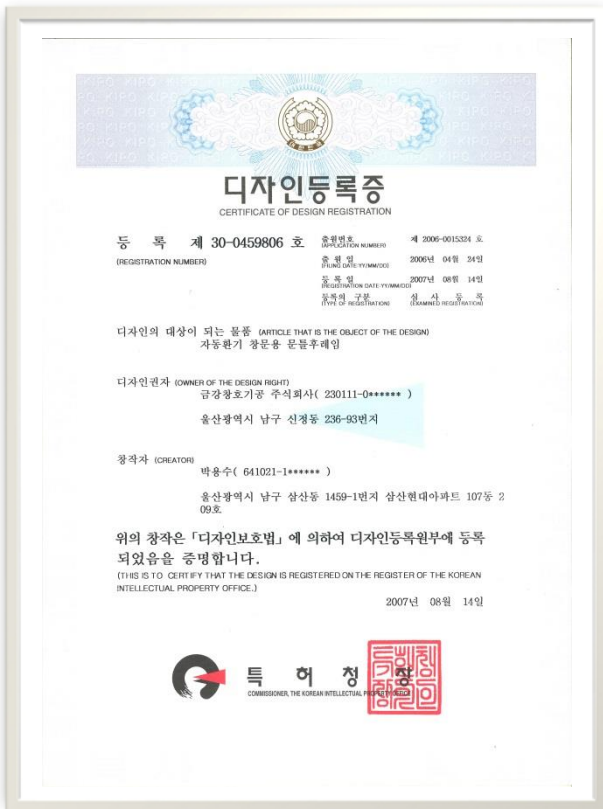 디자인등록증
CERTIFICATE OF DESIGN REGISTRATION
등 록 제 30-0459806 호
(REGISTRATION NUMBER)
출원번호 제 2006-0015324 호
(APPLICATION NUMBER)
출 원 일 2006년 04월 24일
(FILING DATE:YY/MM/DD)
등 록 일 2007년 08월 14일
(REGISTRATION DATE:YY/MM/DD)
등록의 구분 심 사 등 록
(TYPE OF REGISTRATION) (EXAMINED REGISTRATION)
디자인의 대상이 되는 물품 (ARTICLE THAT IS THE OBJECT OF THE DESIGN)
자동환기 창문용 문틀후레임
디자인권자 (OWNER OF THE DESIGN RIGHT)
금강창호기공 주식회사( 230111-0****** )
울산광역시 남구 신정동 236-93번지
창작자 (CREATOR)
박용수( 641021-1****** )
울산광역시 남구 삼산동 1459-1번지 삼산현대아파트 107동 2
09호
위의 창작은 「디자인보호법」에 의하여 디자인등록원부에 등록
되었음을 증명합니다.
(THIS IS TO CERTIFY THAT THE DESIGN IS REGISTERED ON THE REGISTER OF THE KOREAN
INTELLECTUAL PROPERTY OFFICE.)
2007년 08월 14일
특 허 청 장
COMMISSIONER, THE KOREAN INTELLECTUAL PROPERTY OFFICE